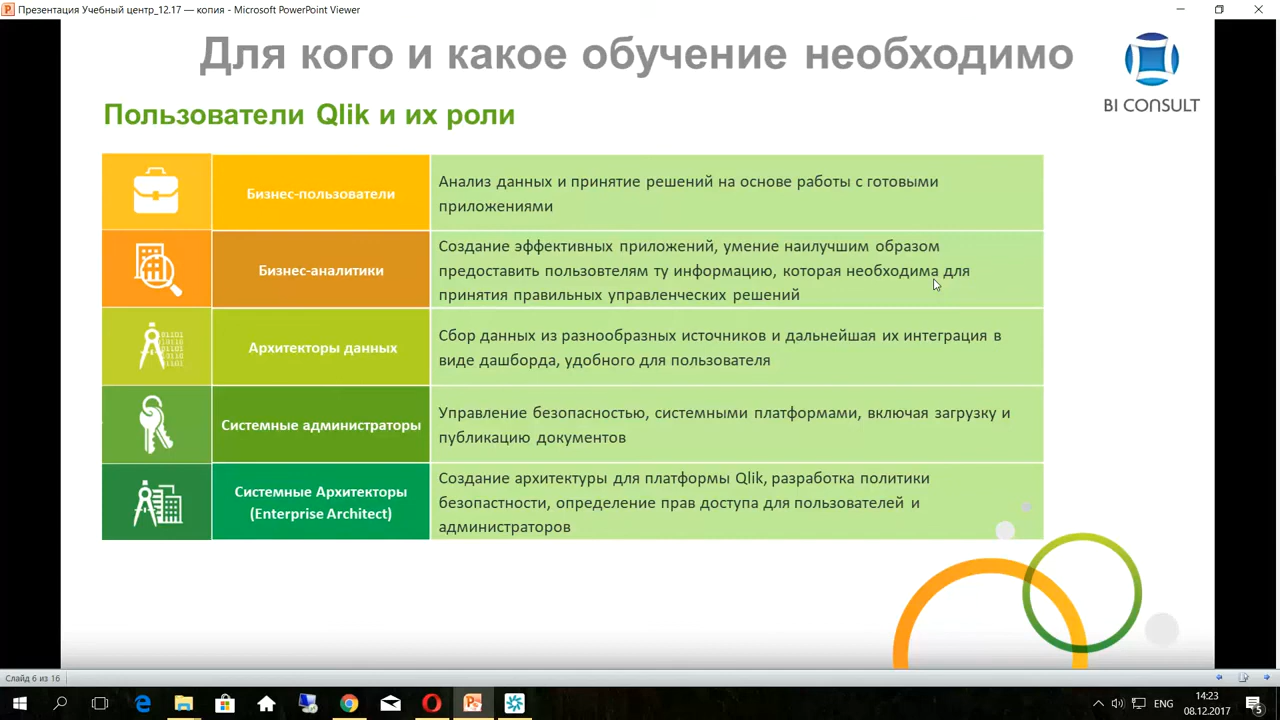 Презентация Учебный центр_12.17 — копия - Microsoft PowerPoint Viewer
Для кого и какое обучение необходимо
BI CONSULT
Пользователи Qlik и их роли
Бизнес-пользователи
Анализ данных и принятие решений на основе работы с готовыми
приложениями
Бизнес-аналитики
Создание эффективных приложений, умение наилучшим образом
предоставить пользовтелям ту информацию, которая необходима для
принятия правильных управленческих решений
Архитекторы данных
Сбор данных из разнообразных источников и дальнейшая их интеграция в
виде дашборда, удобного для пользователя
Системные администраторы
Управление безопасностью, системными платформами, включая загрузку и
публикацию документов
Системные Архитекторы
(Enterprise Architect)
Создание архитектуры для платформы Qlik, разработка политики
безопастности, определение прав доступа для пользователей и
администраторов
Слайд 6 из 16
ENG
14:23
08.12.2017
5